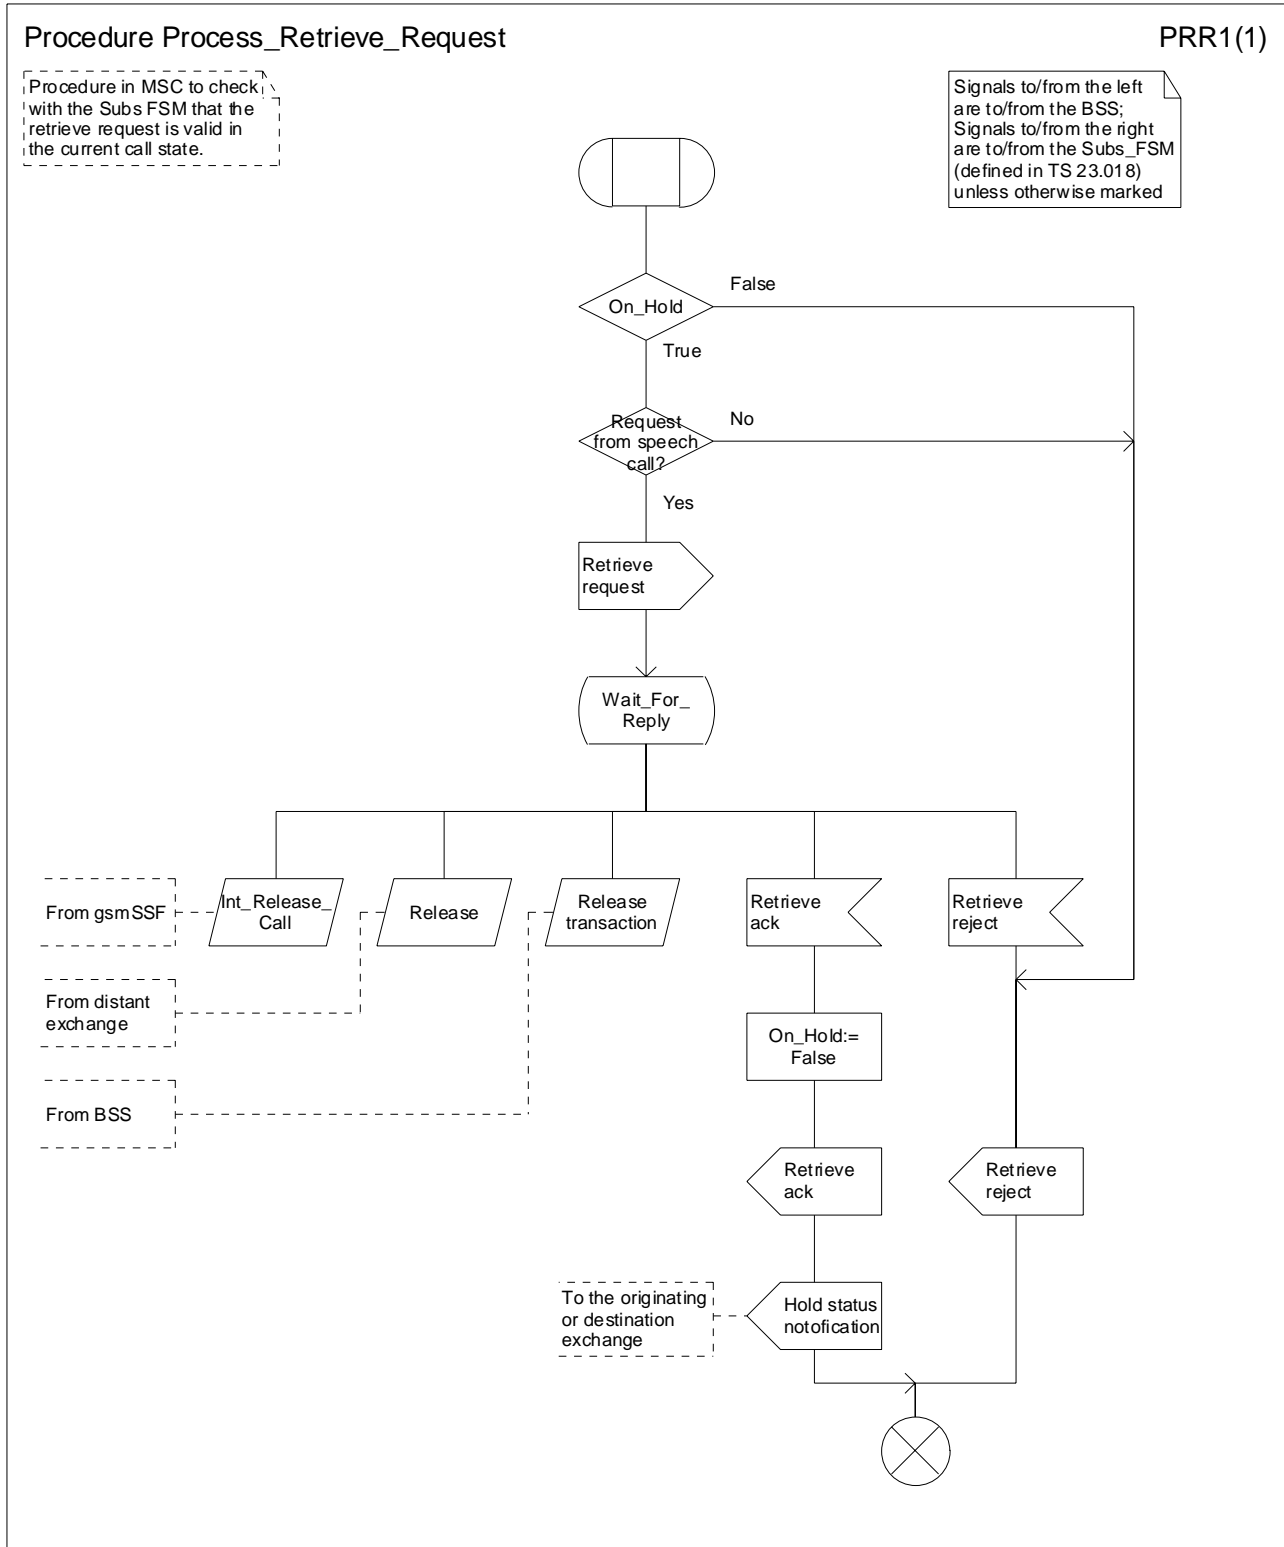 Procedure Process_Retrieve_Request
PRR1(1)
Procedure in MSC to check
with the Subs FSM that the
retrieve request is valid in
the current call state.
Signals to/from the left
are to/from the BSS;
Signals to/from the right
are to/from the Subs_FSM
(defined in TS 23.018)
unless otherwise marked
On_Hold
False
True
Request
from speech
call?
No
Yes
Retrieve
request
Wait_For_
Reply
From gsmSSF
Int_Release_
Call
Release
Release
transaction
Retrieve
ack
Retrieve
reject
From distant
exchange
On_Hold:=
False
From BSS
Retrieve
ack
Retrieve
reject
To the originating
or destination
exchange
Hold status
notofication